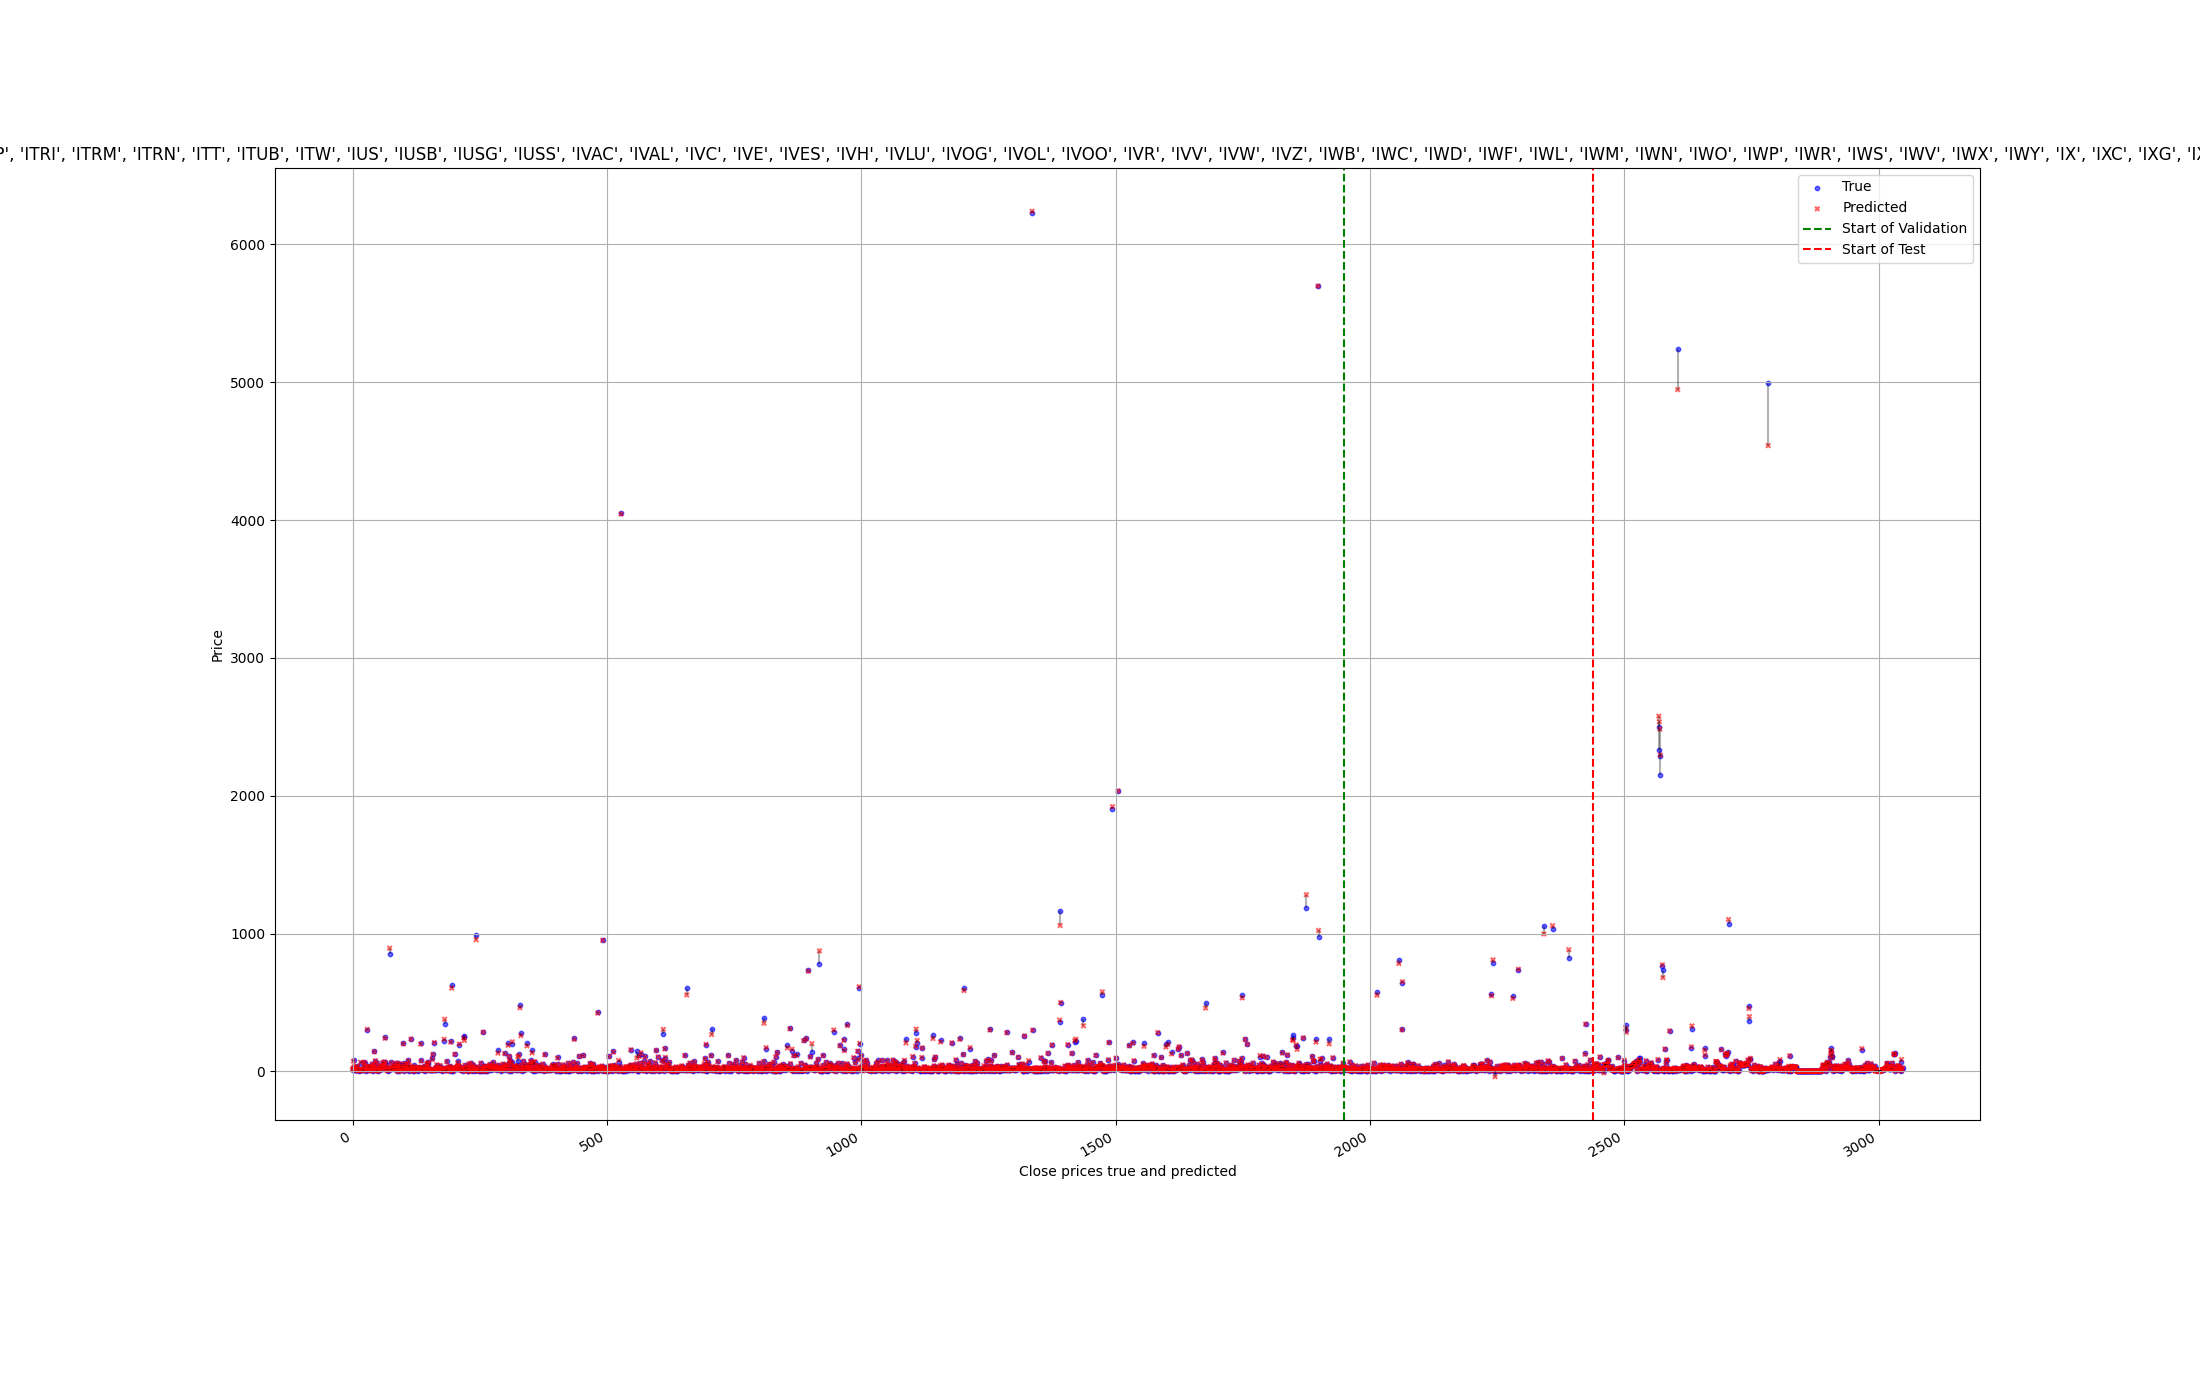 ', 'ITRI', 'ITRM', 'ITRN', 'ITT', 'ITUB', 'ITW', 'IUS', 'IUSB', 'IUSG', 'IUSS', 'IVAC', 'IVAL', 'IVC', 'IVE', 'IVES', 'IVH', 'IVLU', 'IVOG', 'IVOL', 'IVOO', 'IVR', 'IVV', 'IVW', 'IVZ', 'IWB', 'IWC', 'IWD', 'IWF', 'IWL', 'IWM', 'IWN', 'IWO', 'IWP', 'IWR', 'IWS', 'IWV', 'IWX', 'IWY', 'IX', 'IXC', 'IXG',
True
Predicted
Start of Validation
Start of Test
6000
5000
4000
3000
2000
1000
0
Price
0 500 1000 1500 2000 2500 3000
Close prices true and predicted